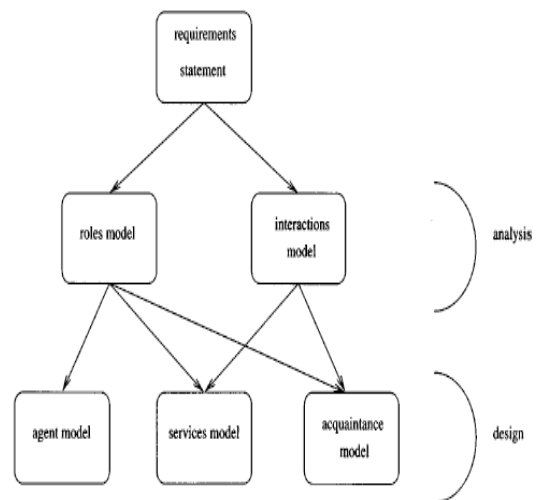 requirements
statement
roles model
interactions
model
analysis
agent model
services model
acquaintance
model
design